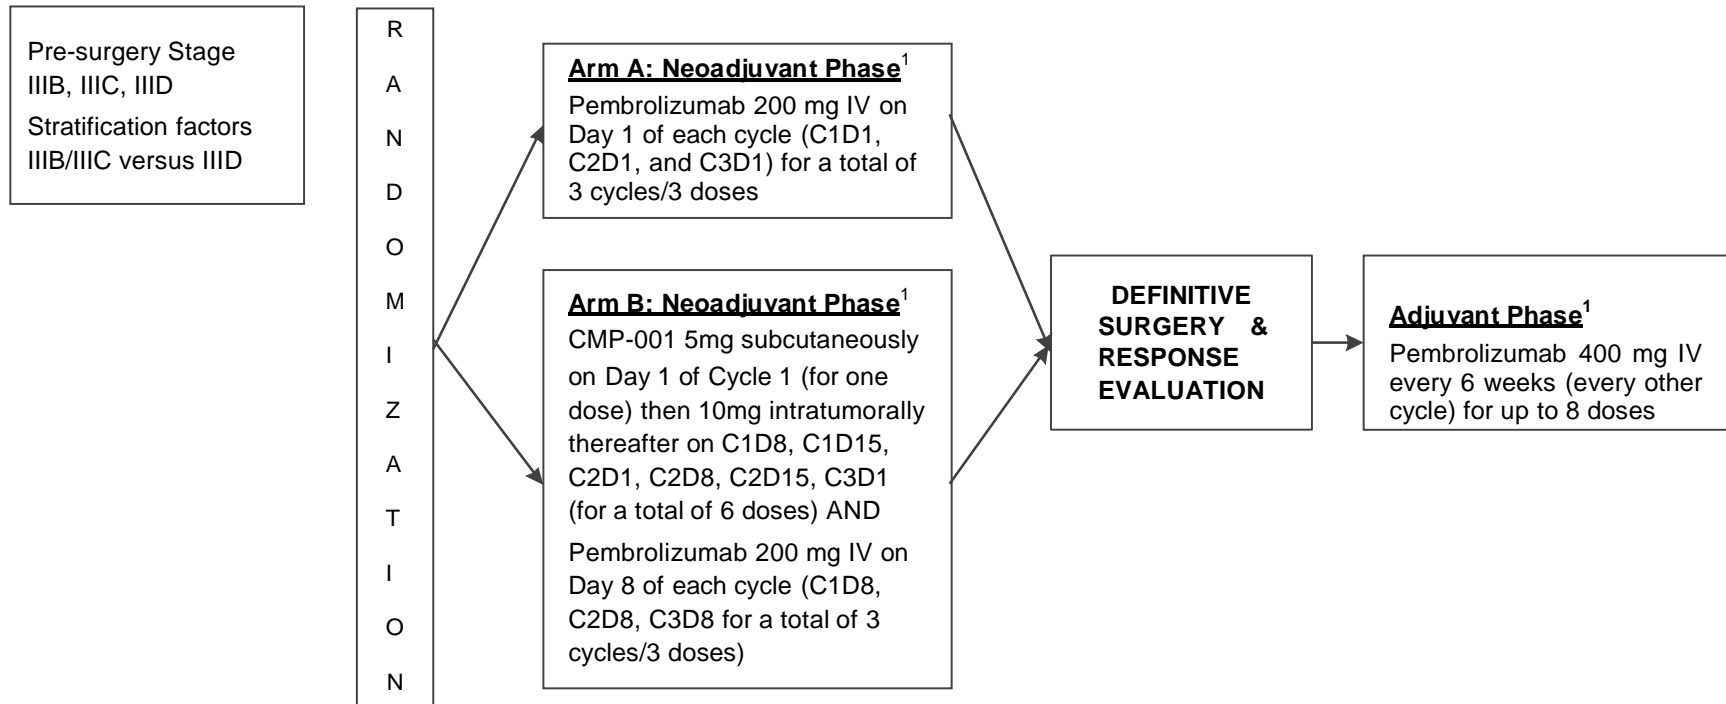 Pre-surgery Stage
IIIB, IIIC, IIID
Stratification factors
IIIB/IIIC versus IIID
R
A
N
D
O
M
I
Z
A
T
I
O
N
Arm A: Neoadjuvant Phase1
Pembrolizumab 200 mg IV on
Day 1 of each cycle (C1D1,
C2D1, and C3D1) for a total of
3 cycles/3 doses
Arm B: Neoadjuvant Phase1
CMP-001 5mg subcutaneously
on Day 1 of Cycle 1 (for one
dose) then 10mg intratumorally
thereafter on C1D8, C1D15,
C2D1, C2D8, C2D15, C3D1
(for a total of 6 doses) AND
Pembrolizumab 200 mg IV on
Day 8 of each cycle (C1D8,
C2D8, C3D8 for a total of 3
cycles/3 doses)
DEFINITIVE
SURGERY &
RESPONSE
EVALUATION
Adjuvant Phase1
Pembrolizumab 400 mg IV
every 6 weeks (every other
cycle) for up to 8 doses